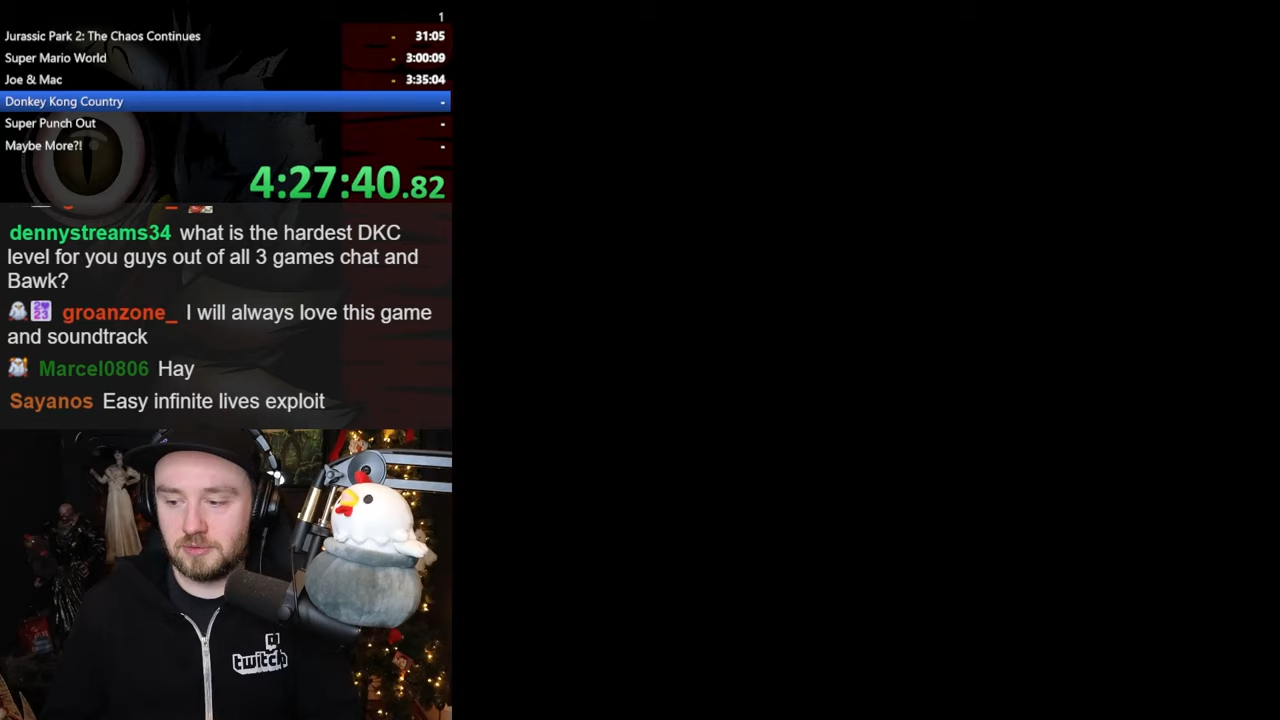 1
Jurassic Park 2: The Chaos Continues - 31:05
Super Mario World - 3:00:09
Joe & Mac - 3:35:04
Donkey Kong Country -
Super Punch Out -
Maybe More?! -
4:27:40.82
dennystreams34 what is the hardest DKC
level for you guys out of all 3 games chat and
Bawk?
groanzone_ I will always love this game
and soundtrack
Marcel0806 Hay
Sayanos Easy infinite lives exploit
twitch